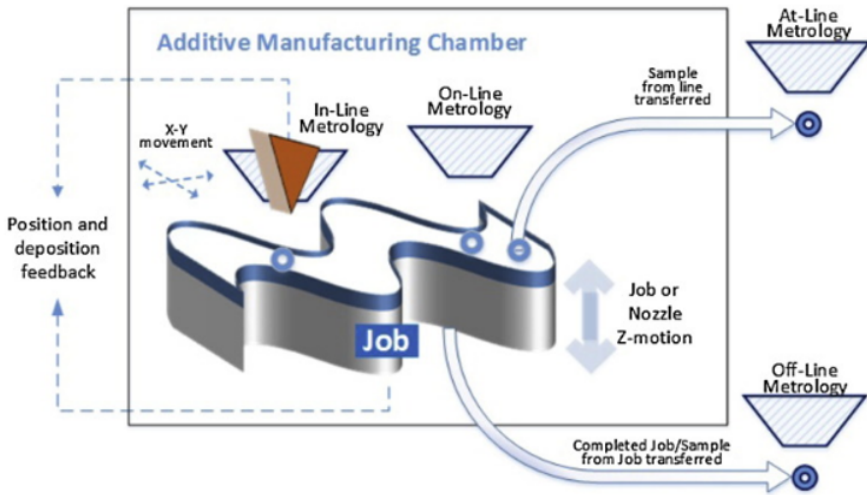 Additive Manufacturing Chamber
At-Line
Metrology
Sample
from line
transferred
In-Line
Metrology
On-Line
Metrology
X-Y
movement
Position and
deposition
feedback
Job or
Nozzle
Z-motion
Job
Off-Line
Metrology
Completed Job/Sample
from Job transferred